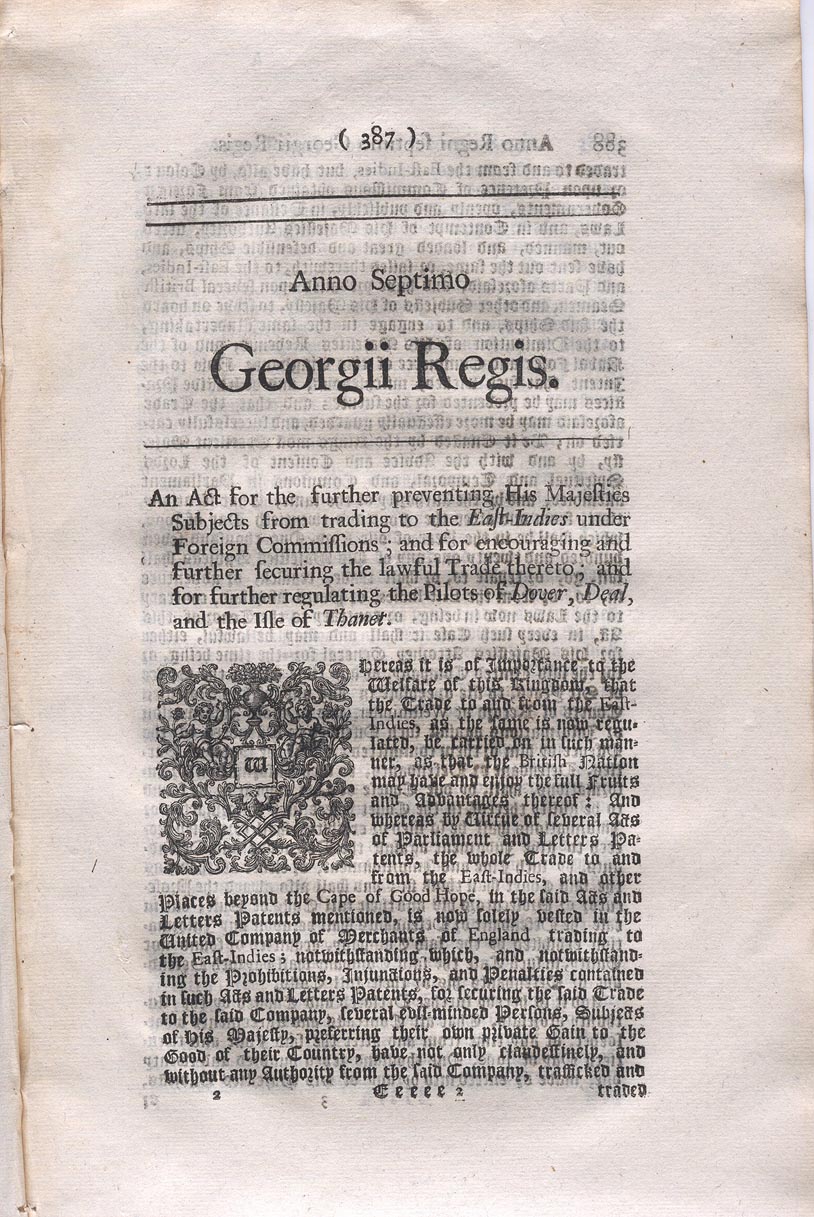 ( 387 )
Anno Septimo
Georgii Regis.
An Act for the further preventing His Majeſties
Subjects from trading to the Eaſt-Indies under
Foreign Commiſſions ; and for encouraging and
further ſecuring the lawful Trade thereto ; and
for further regulating the Pilots of Dover, Deal,
and the Iſle of Thanet.
W
Hereas it is of Importance to the
Welfare of this Kingdom, that
the Trade to and from the Eaſt-
Indies, as the ſame is now regu-
lated, be carried on in ſuch man-
ner, as that the Britiſh Nation
may have and enjoy the full Fruits
and Advantages thereof : And
whereas by Virtue of ſeveral Acts
of Parliament and Letters Pa-
tents, the whole Trade to and
from the Eaſt-Indies, and other
Places beyond the Cape of Good Hope, in the ſaid Acts and
Letters Patents mentioned, is now ſolely veſted in the
United Company of Merchants of England trading to
the Eaſt-Indies ; notwithſtanding which, and notwithſtand-
ing the Prohibitions, Injunctions, and Penalties contained
in ſuch Acts and Letters Patents, for ſecuring the ſaid Trade
to the ſaid Company, ſeveral evil-minded Perſons, Subjects
of His Majeſty, preferring their own private Gain to the
Good of their Country, have not only clandeſtinely, and
without any Authority from the ſaid Company, trafficked and
2 E e e e e 2 traded